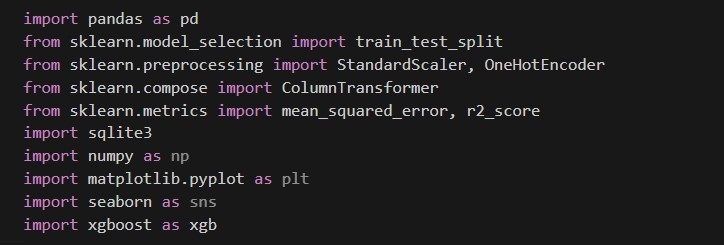 import pandas as pd
from sklearn.model_selection import train_test_split
from sklearn.preprocessing import StandardScaler, OneHotEncoder
from sklearn.compose import ColumnTransformer
from sklearn.metrics import mean_squared_error, r2_score
import sqlite3
import numpy as np
import matplotlib.pyplot as plt
import seaborn as sns
import xgboost as xgb